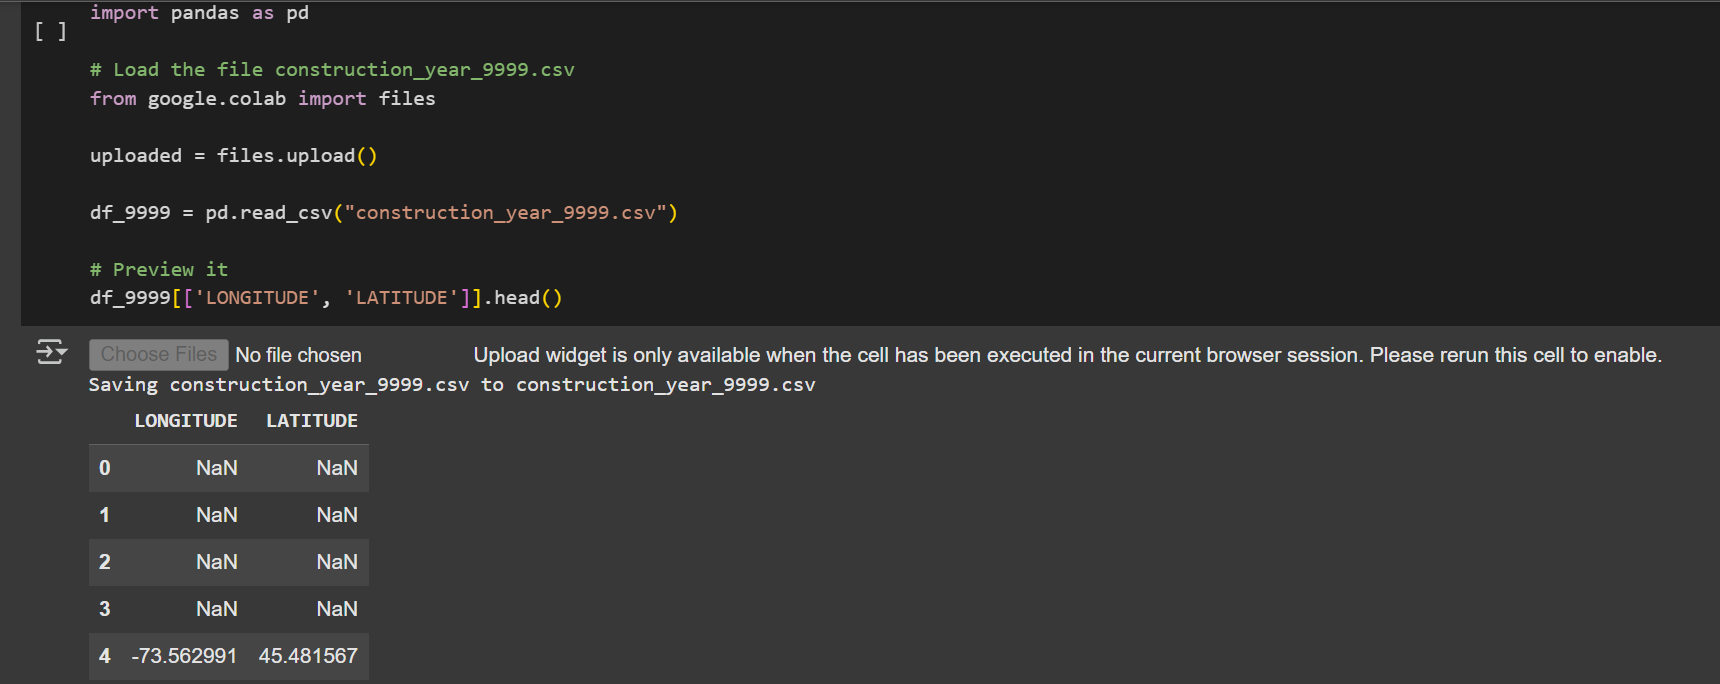 import pandas as pd
[ ]
# Load the file construction_year_9999.csv
from google.colab import files
uploaded = files.upload()
df_9999 = pd.read_csv("construction_year_9999.csv")
# Preview it
df_9999[['LONGITUDE', 'LATITUDE']].head()
Choose Files No file chosen Upload widget is only available when the cell has been executed in the current browser session. Please rerun this cell to enable.
Saving construction_year_9999.csv to construction_year_9999.csv
LONGITUDE LATITUDE
0 NaN NaN
1 NaN NaN
2 NaN NaN
3 NaN NaN
4 -73.562991 45.481567